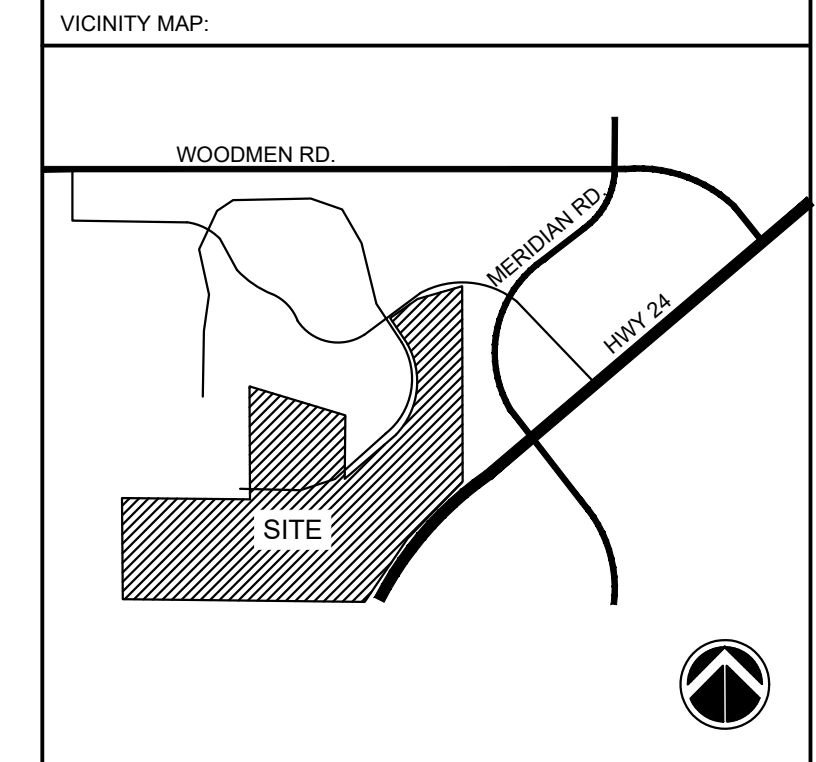 VICINITY MAP:
WOODMEN RD.
MERIDIAN RD.
HWY 24
SITE